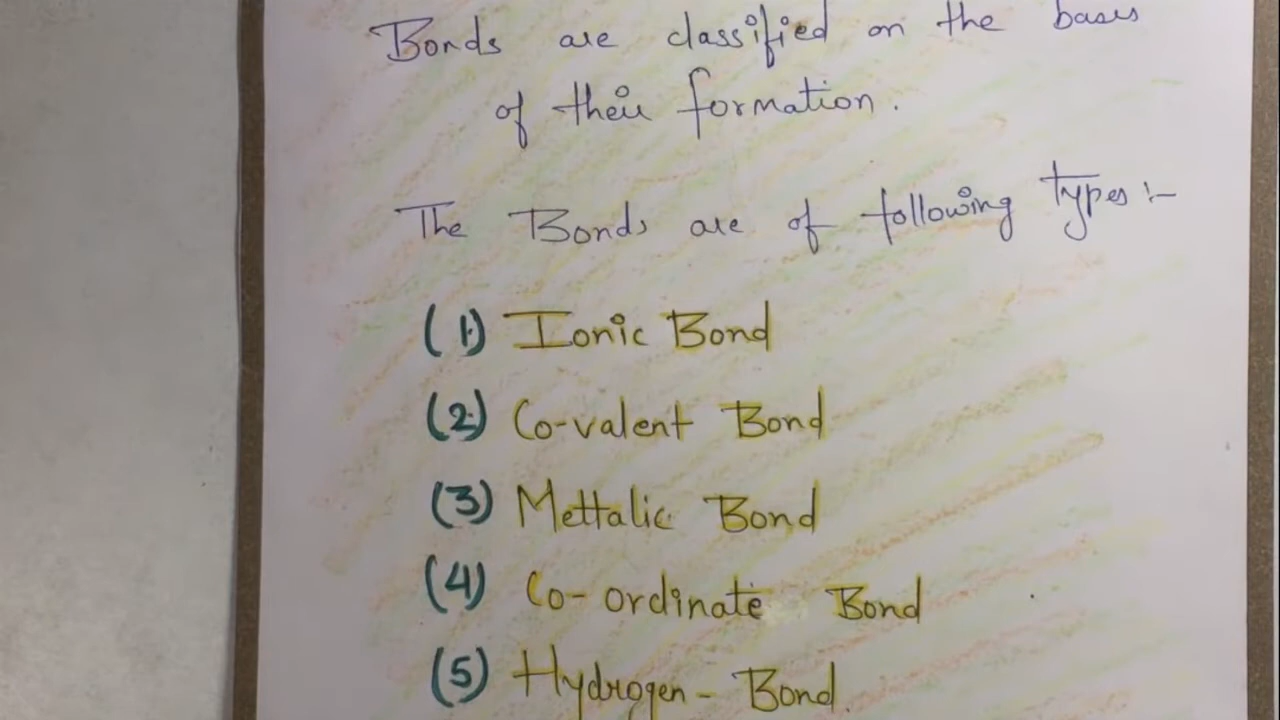 Bonds are classified on the bases
of their formation.
The Bonds are of following Types :-
(1) Ionic Bond
(2) Co-valent Bond
(3) Mettalic Bond
(4) Co-ordinate Bond
(5) Hydrogen - Bond.